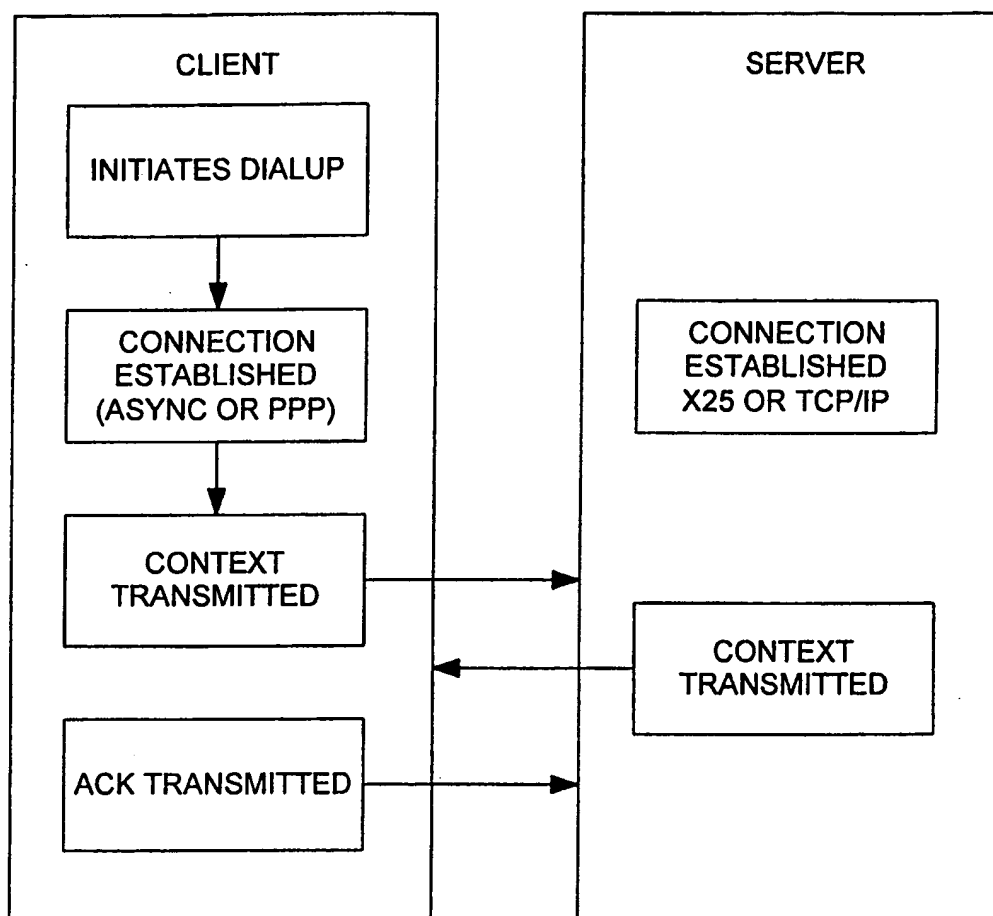 CLIENT
INITIATES DIALUP
CONNECTION
ESTABLISHED
(ASYNC OR PPP)
CONTEXT
TRANSMITTED
ACK TRANSMITTED
SERVER
CONNECTION
ESTABLISHED
X25 OR TCP/IP
CONTEXT
TRANSMITTED